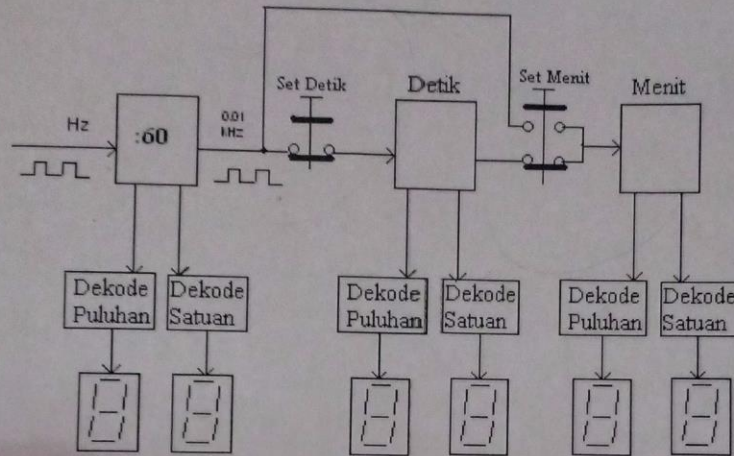 Set Detik
Detik
Set Menit
Menit
Hz
:60
0.01
kHz
Dekode
Puluhan
Dekode
Satuan
Dekode
Puluhan
Dekode
Satuan
Dekode
Puluhan
Dekode
Satuan